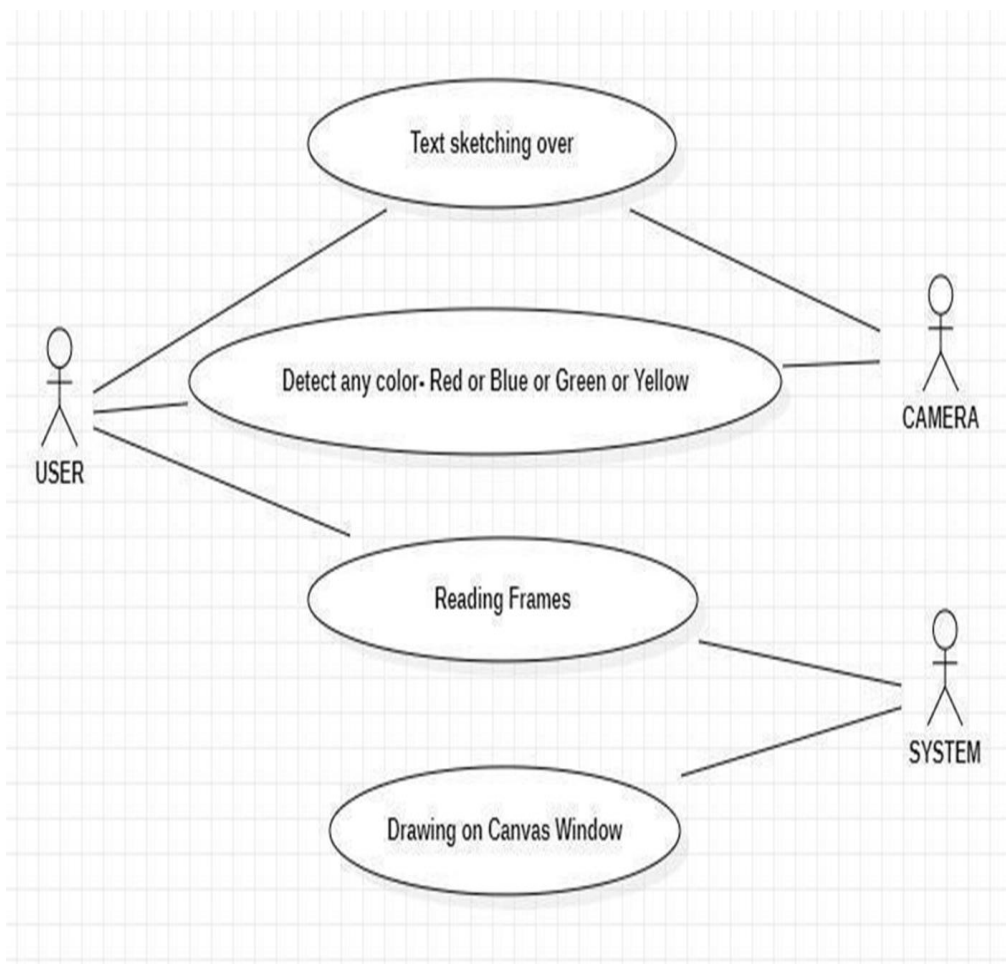 Text sketching over
Detect any color- Red or Blue or Green or Yellow
CAMERA
USER
Reading Frames
SYSTEM
Drawing on Canvas Window